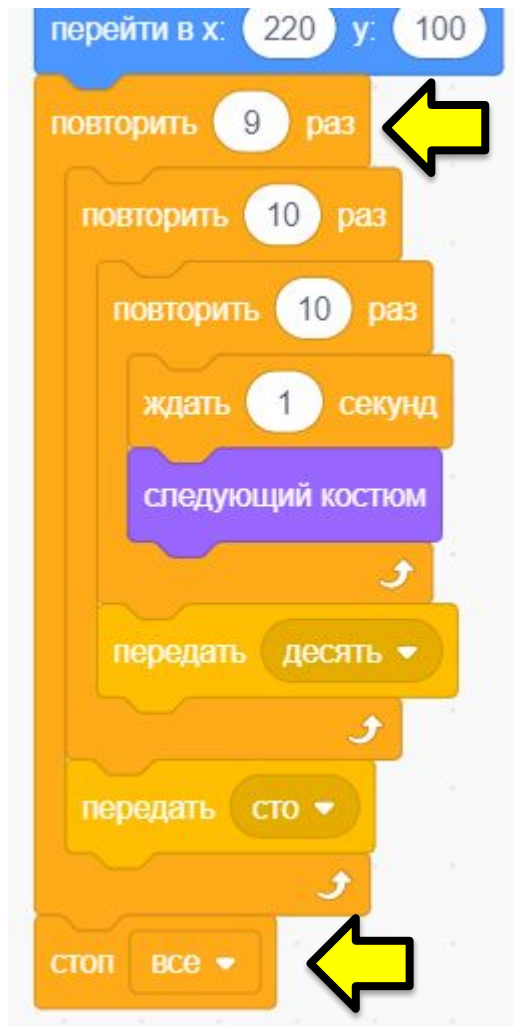 перейти в x: 220 y: 100
повторить 9 раз
повторить 10 раз
повторить 10 раз
ждать 1 секунд
следующий костюм
передать десять
передать сто
стоп все